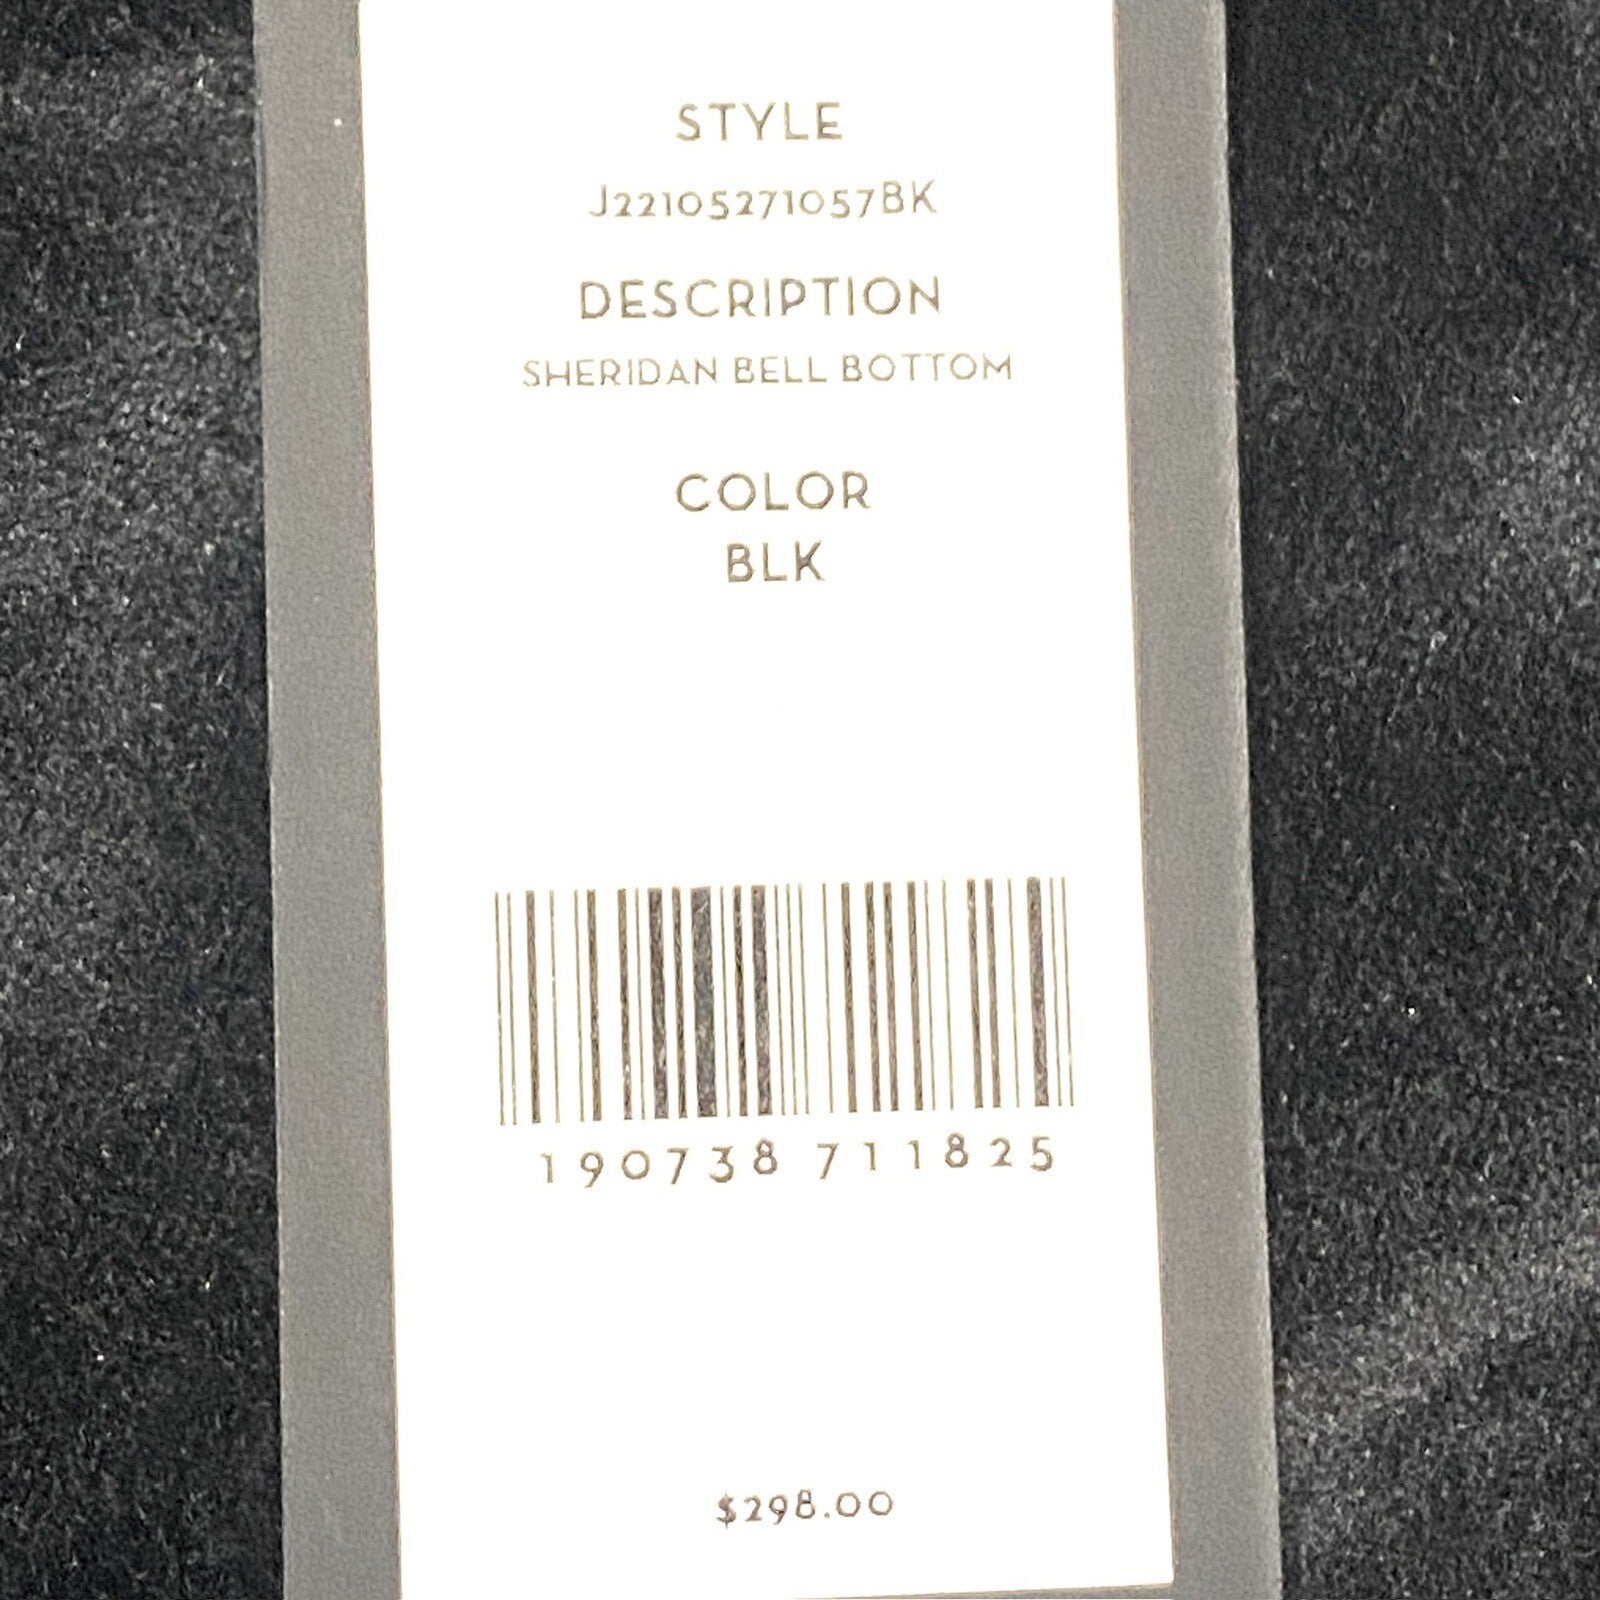 STYLE
J22105271057BK
DESCRIPTION
SHERIDAN BELL BOTTOM
COLOR
BLK
190738 711825
$298.00